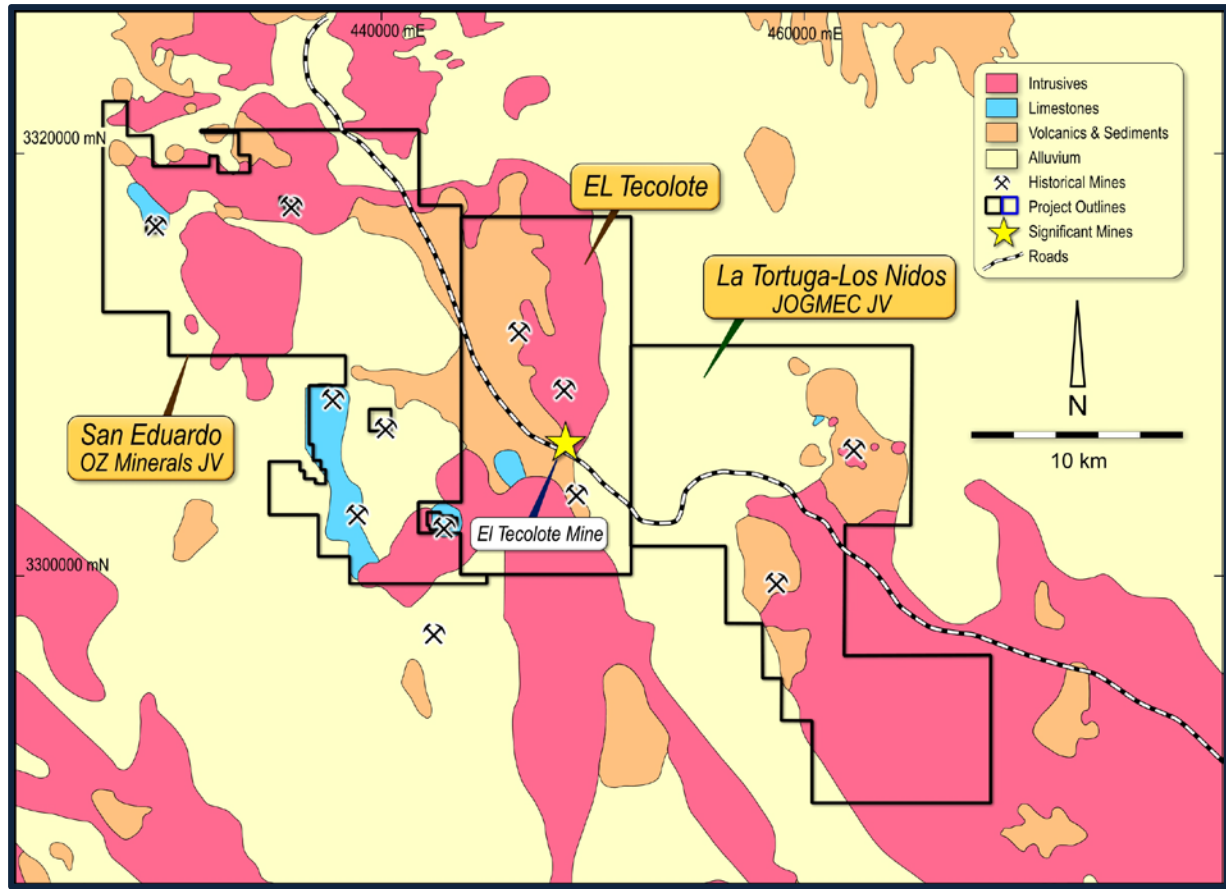 440000 mE
460000 mE
3320000 mN
3300000 mN
Intrusives
Limestones
Volcanics & Sediments
Alluvium
Historical Mines
Project Outlines
Significant Mines
Roads
EL Tecolote
La Tortuga-Los Nidos
JOGMEC JV
San Eduardo
OZ Minerals JV
El Tecolote Mine
N
10 km